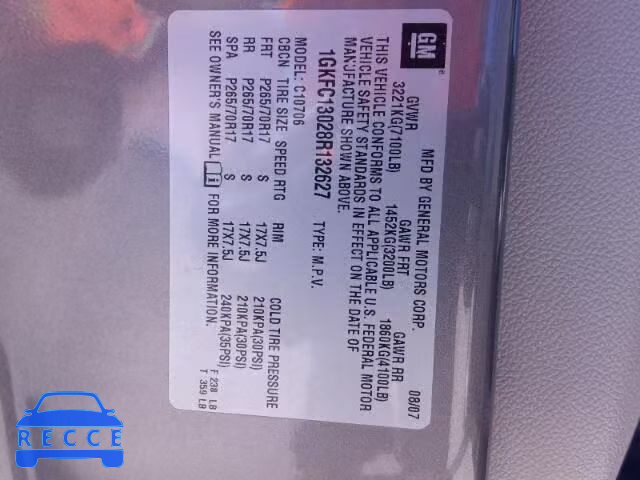 GM
®
MFD BY GENERAL MOTORS CORP. 08/07
GVWR GAWR FRT GAWR RR
3221KG(7100LB) 1452KG(3200LB) 1860KG(4100LB)
THIS VEHICLE CONFORMS TO ALL APPLICABLE U.S. FEDERAL MOTOR
VEHICLE SAFETY STANDARDS IN EFFECT ON THE DATE OF
MANUFACTURE SHOWN ABOVE.
1GKFC13028R132627 TYPE: M.P.V.
MODEL: C10706
CBCN TIRE SIZE SPEED RTG RIM COLD TIRE PRESSURE
FRT P265/70R17 S 17X7.5J 210KPA(30PSI)
RR P265/70R17 S 17X7.5J 210KPA(30PSI)
SPA P265/70R17 S 17X7.5J 240KPA(35PSI)
SEE OWNER'S MANUAL i FOR MORE INFORMATION.
F 238 LB
T 359 LB
RECCE